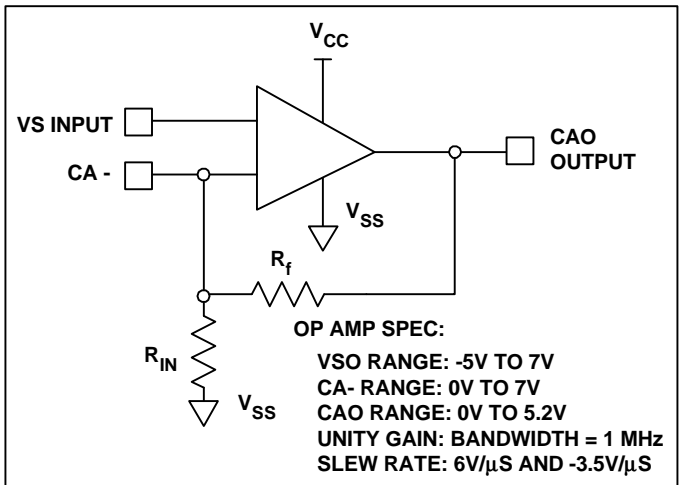 VCC
VS INPUT
CA -
CAO
OUTPUT
VSS
Rf
RIN
VSS
OP AMP SPEC:
VSO RANGE: -5V TO 7V
CA- RANGE: 0V TO 7V
CAO RANGE: 0V TO 5.2V
UNITY GAIN: BANDWIDTH = 1 MHz
SLEW RATE: 6V/μS AND -3.5V/μS